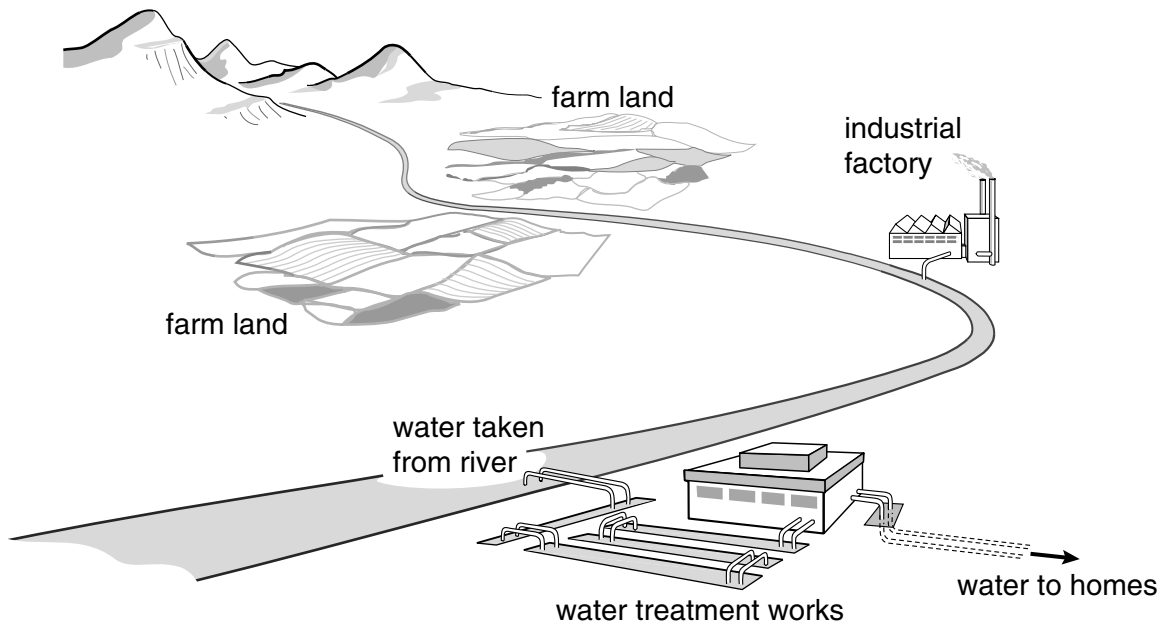 farm land
industrial
factory
farm land
water taken
from river
water to homes
water treatment works